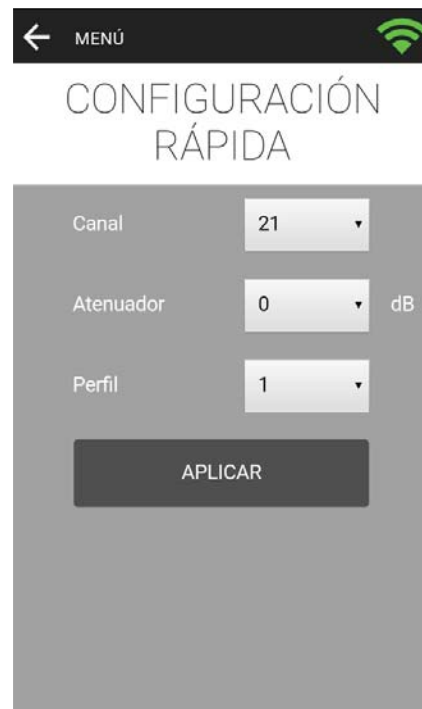 MENÚ
CONFIGURACIÓN
RÁPIDA
Canal 21
Atenuador 0 dB
Perfil 1
APLICAR